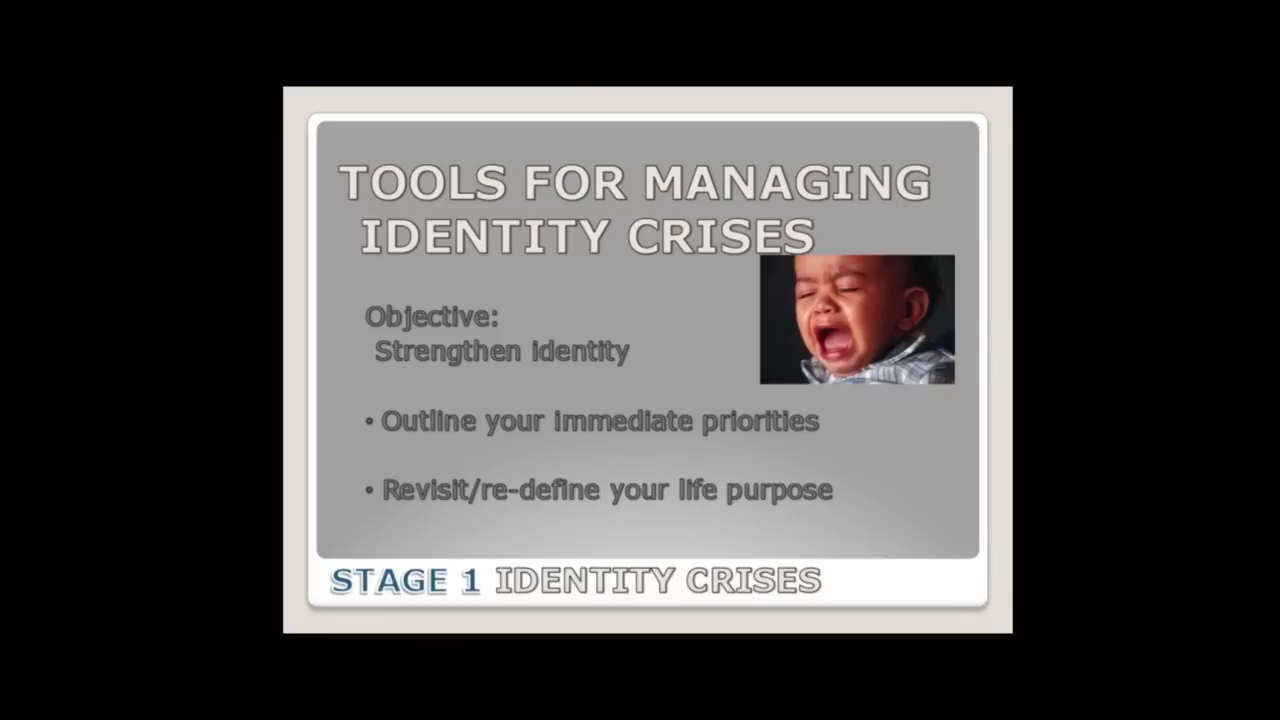 TOOLS FOR MANAGING
IDENTITY CRISES
Objective:
Strengthen identity
• Outline your immediate priorities
• Revisit/re-define your life purpose
STAGE 1 IDENTITY CRISES